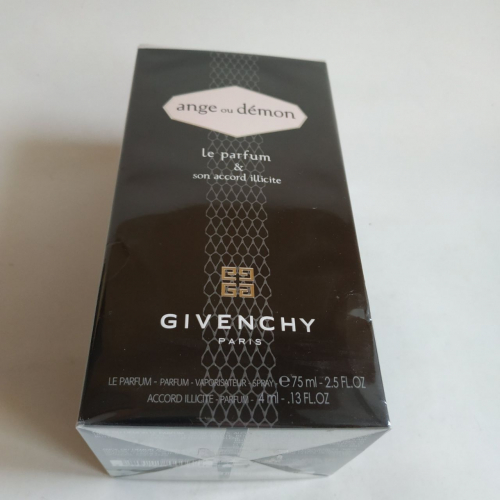 ange ou démon
le parfum
&
son accord illicite
GIVENCHY
PARIS
LE PARFUM - PARFUM - VAPORISATEUR - SPRAY - ℮ 75 ml - 2.5 FL.OZ
ACCORD ILLICITE - PARFUM - 4 ml - .13 FL.OZ